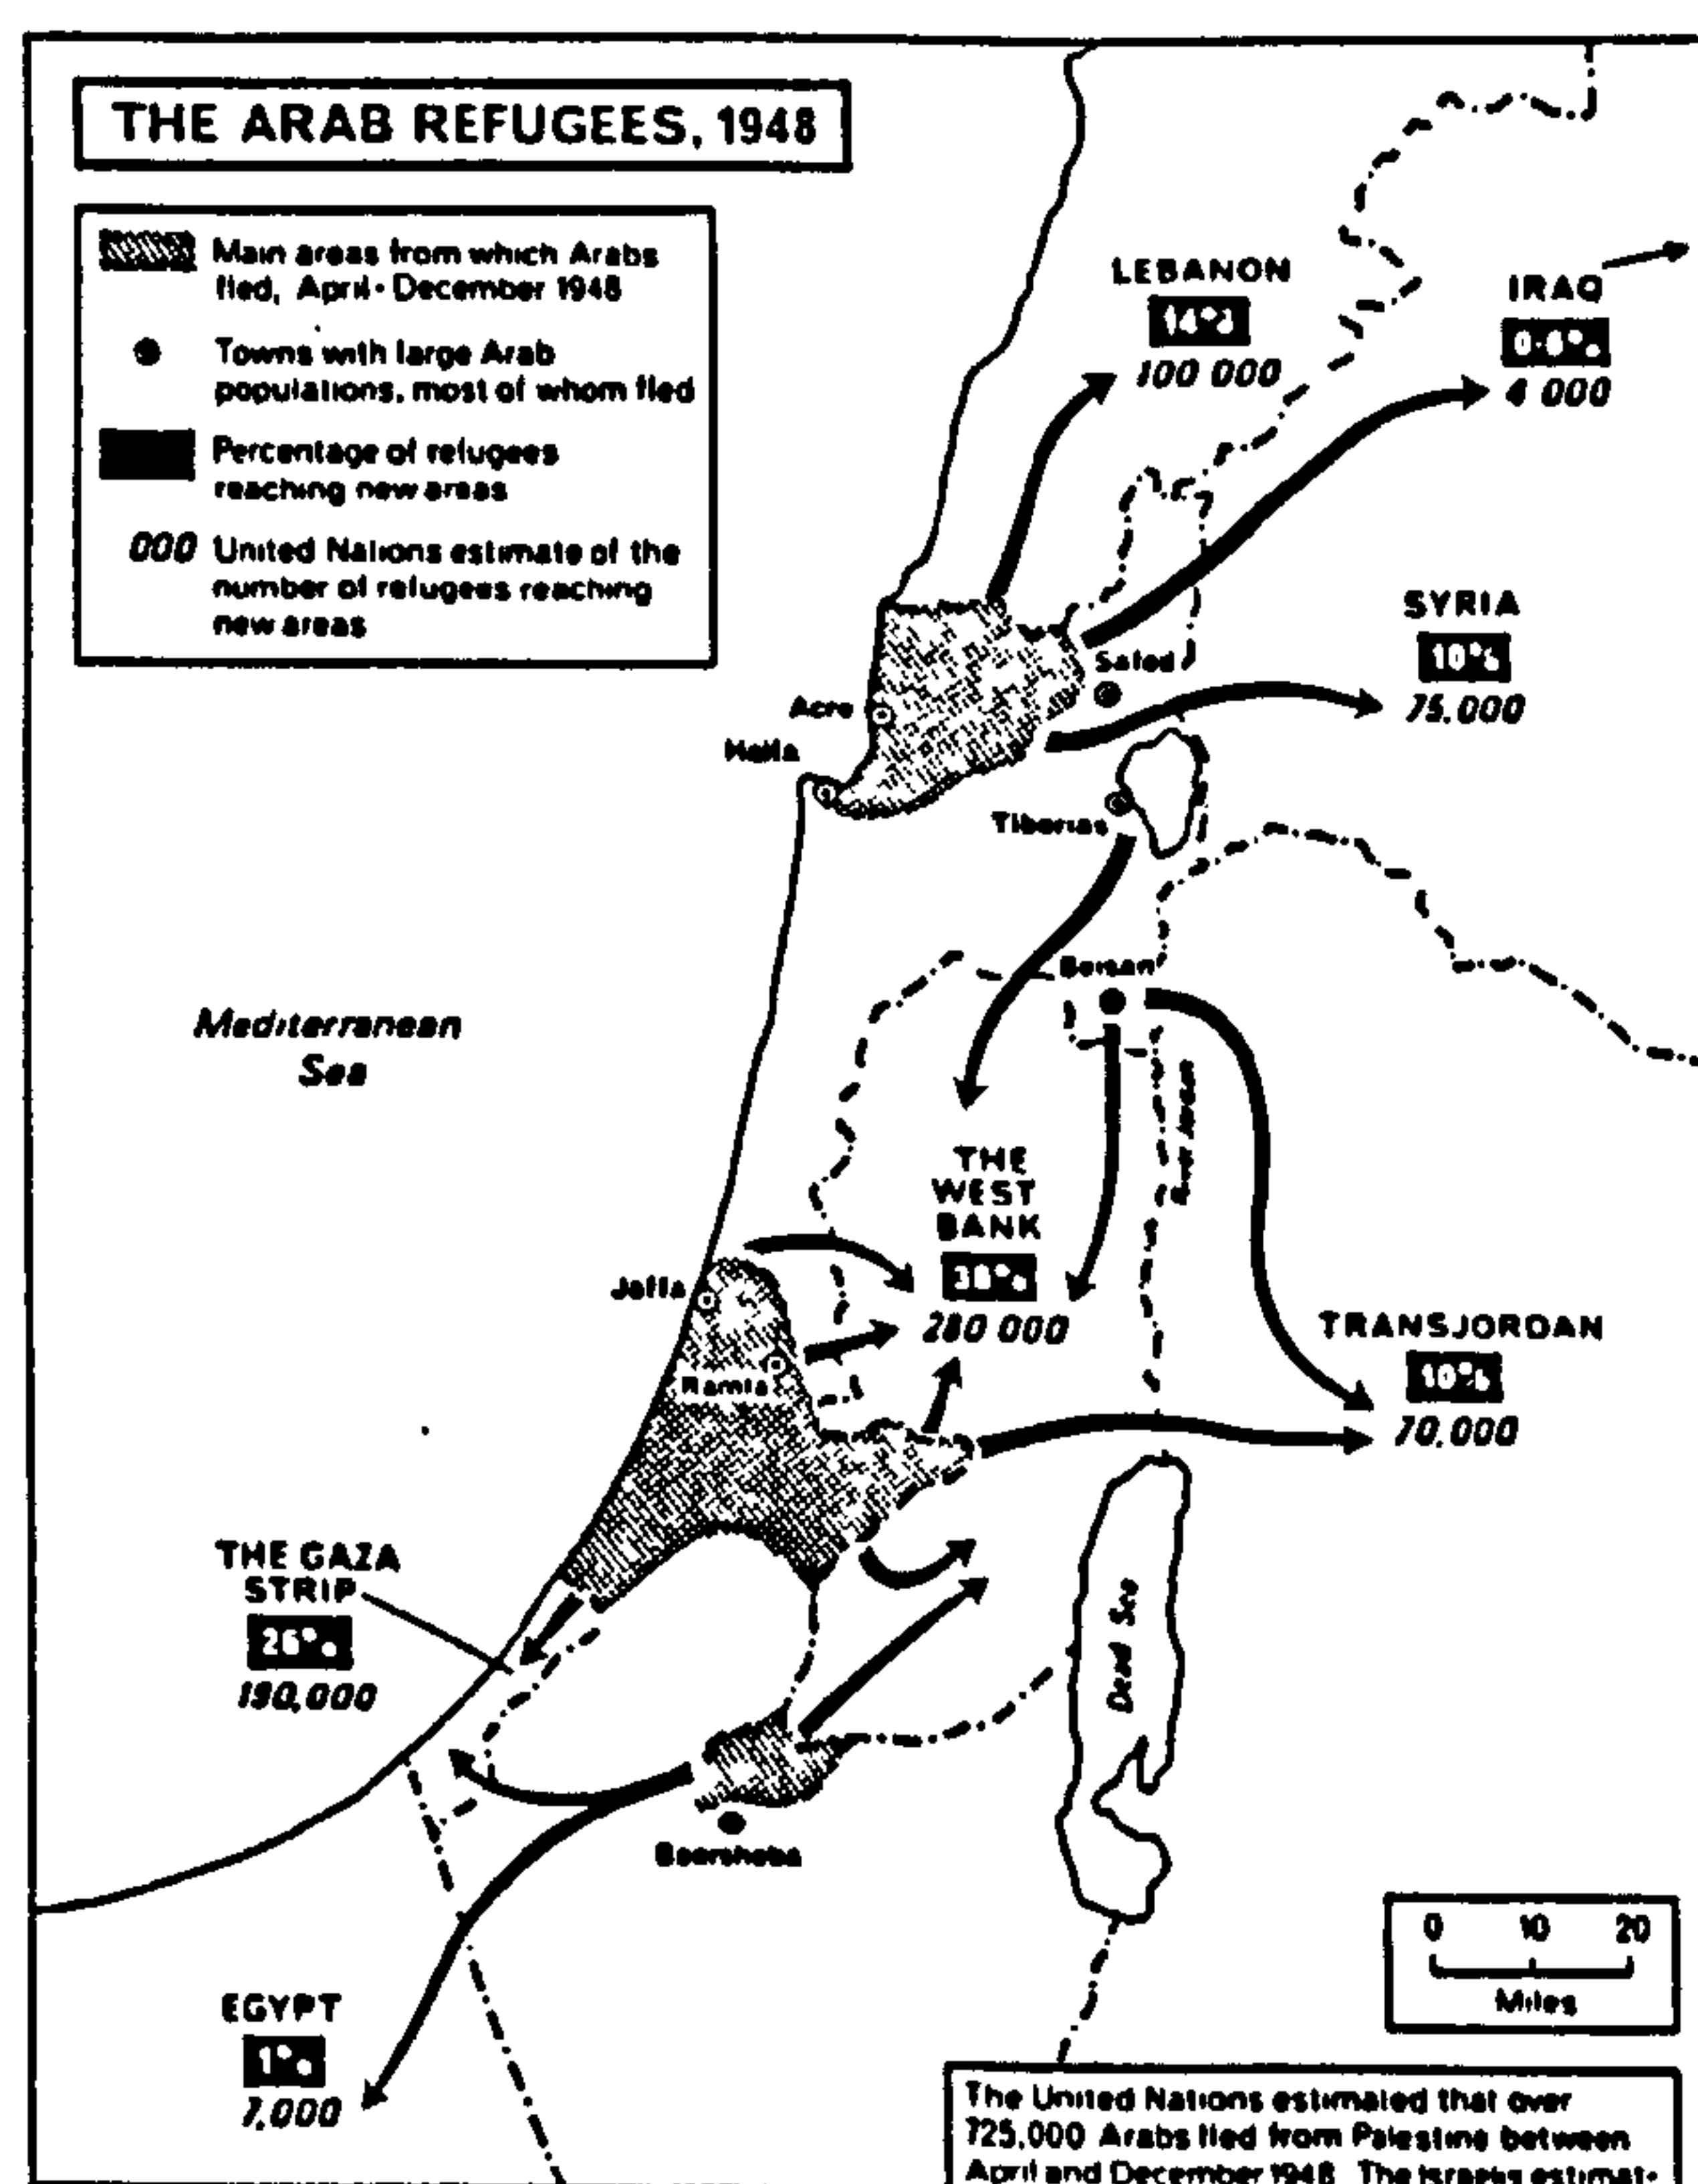 THE ARAB REFUGEES, 1948
Main areas from which Arabs
fled, April - December 1948
Towns with large Arab
populations, most of whom fled
Percentage of refugees
reaching new areas
000 United Nations estimate of the
number of refugees reaching
new areas
LEBANON
100 000
IRAQ
4 000
SYRIA
10%
75,000
Safed
Acre
Haifa
Tiberias
Beisan
Mediterranean
Sea
THE
WEST
BANK
280 000
Jaffa
Ramla
TRANSJORDAN
10%
70,000
THE GAZA
STRIP
190,000
Dead Sea
Beersheba
EGYPT
1%
7,000
0 10 20
Miles
The United Nations estimated that over
725,000 Arabs fled from Palestine between
April and December 1948. The Israelis estimat-